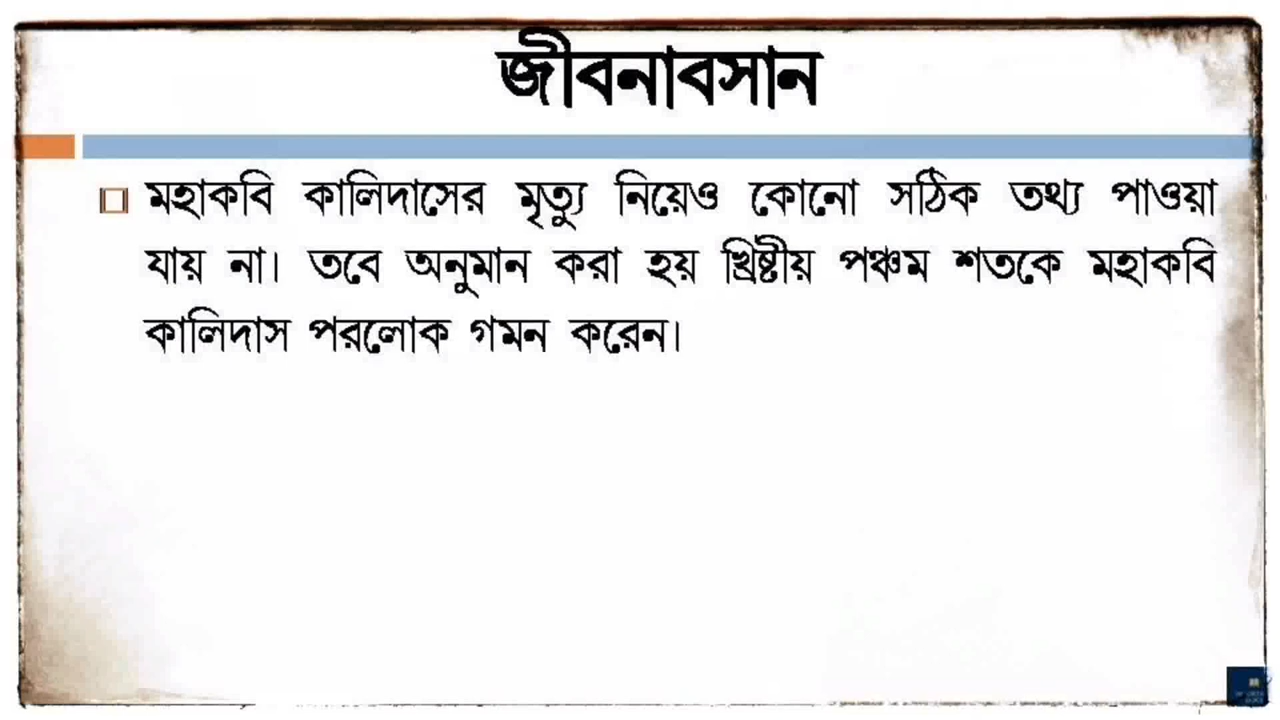 জীবনাবসান
মহাকবি কালিদাসের মৃত্যু নিয়েও কোনো সঠিক তথ্য পাওয়া
যায় না। তবে অনুমান করা হয় খ্রিষ্টীয় পঞ্চম শতকে মহাকবি
কালিদাস পরলোক গমন করেন।